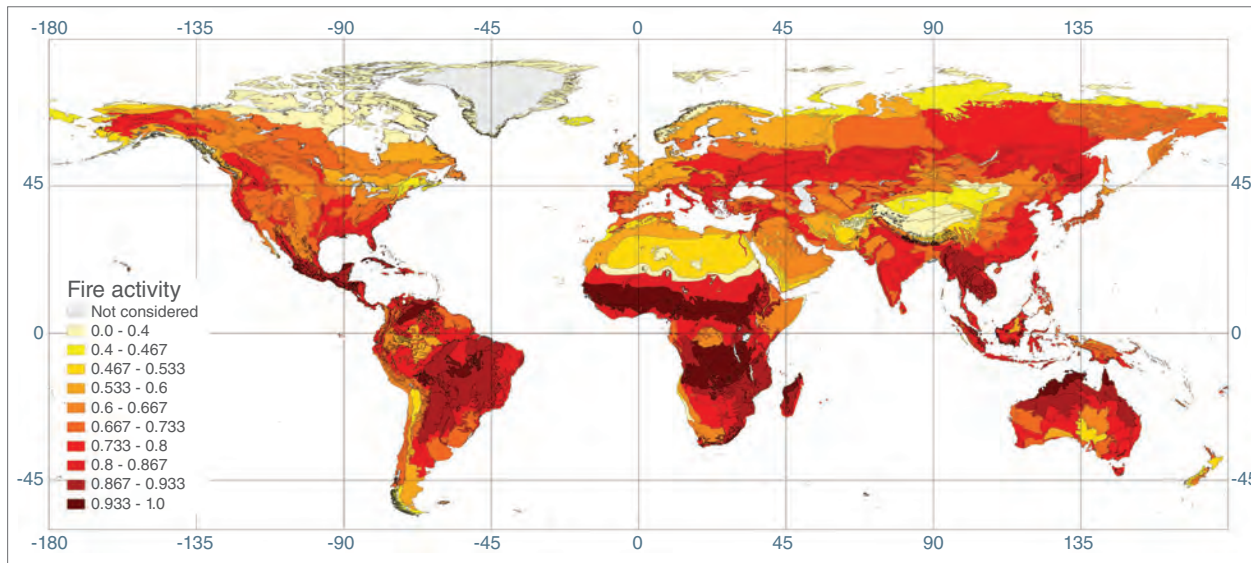 -180 -135 -90 -45 0 45 90 135
45 45
Fire activity
Not considered
0.0 - 0.4
0.4 - 0.467
0.467 - 0.533
0.533 - 0.6
0.6 - 0.667
0.667 - 0.733
0.733 - 0.8
0.8 - 0.867
0.867 - 0.933
0.933 - 1.0
0 0
-45 -45
-180 -135 -90 -45 0 45 90 135